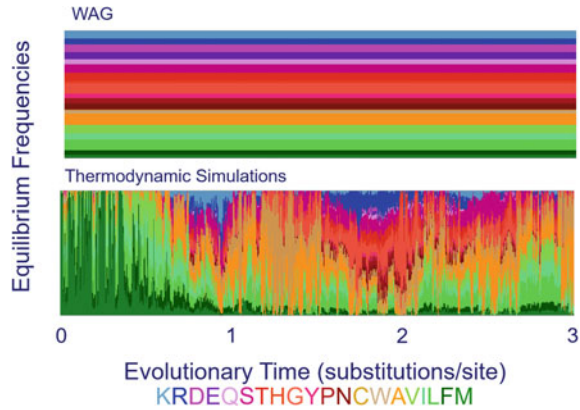 WAG
Equilibrium Frequencies
Thermodynamic Simulations
0 1 2 3
Evolutionary Time (substitutions/site)
KRDEQSTHGYPNCWAVILFM